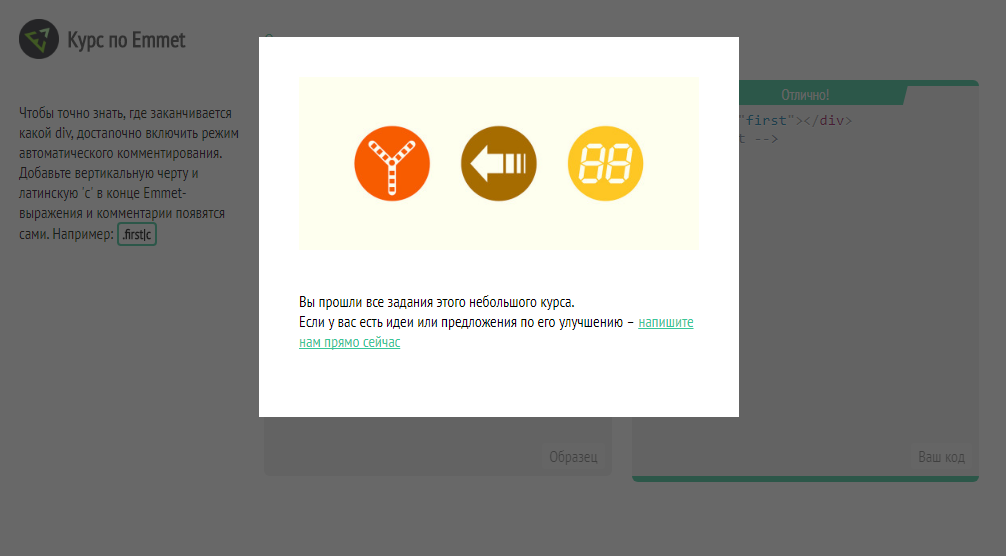 Курс по Emmet
Чтобы точно знать, где заканчивается
какой div, достаnочно включить режим
автоматического комментирования.
Добавьте вертикальную черту и
латинскую `c` в конце Emmet-
выражения и комментарии появятся
сами. Например: .first|c
Отлично!
"first"></div>
t -->
88
Вы прошли все задания этого небольшого курса.
Если у вас есть идеи или предложения по его улучшению – напишите
нам прямо сейчас
Образец
Ваш код